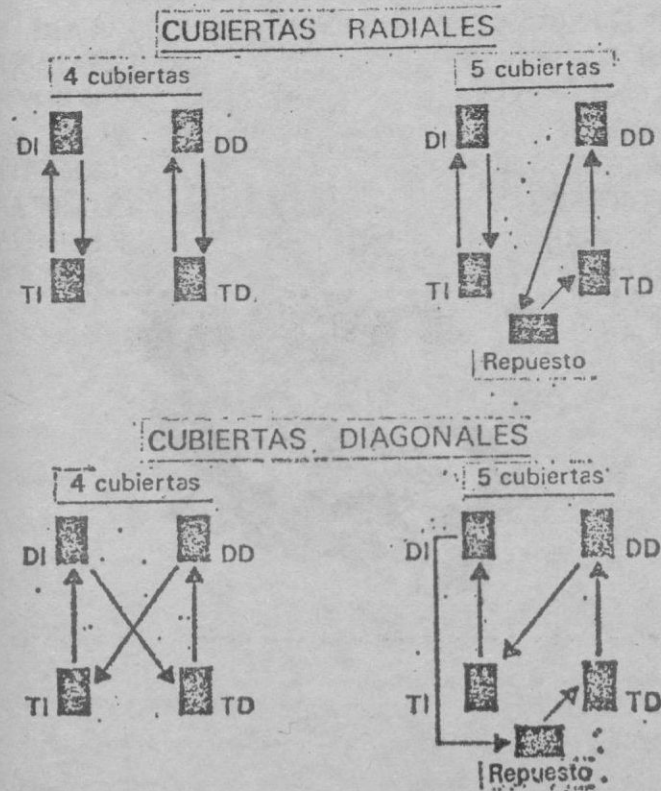 CUBIERTAS RADIALES
4 cubiertas
5 cubiertas
DI DD
DI DD
TI TD
TI TD
Repuesto
CUBIERTAS DIAGONALES
4 cubiertas
5 cubiertas
DI DD
DI DD
TI TD
TI TD
Repuesto